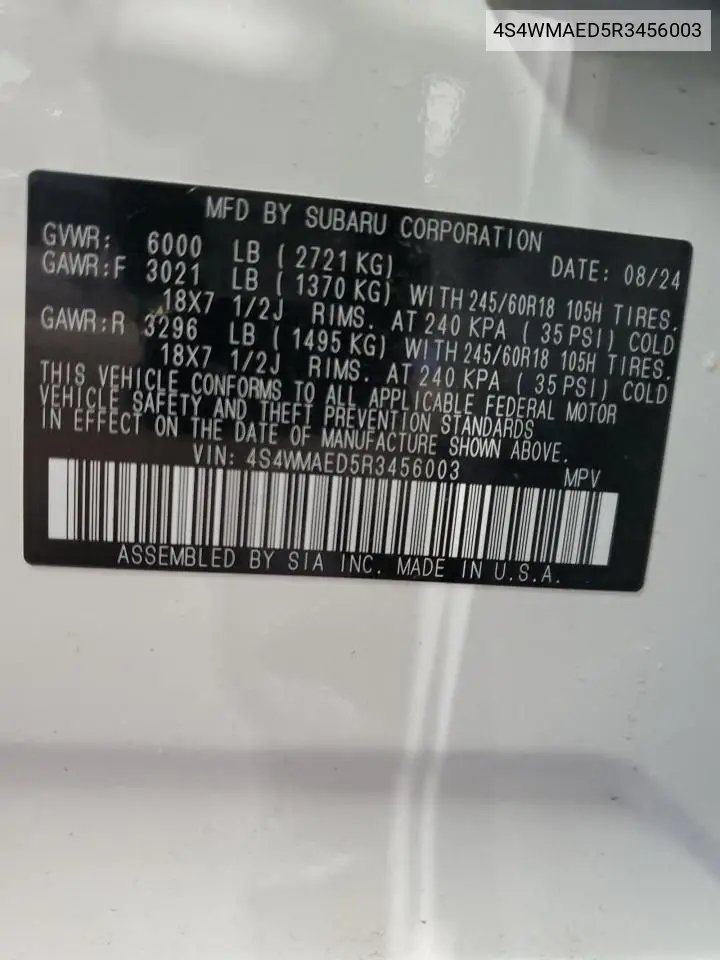 4S4WMAED5R3456003
MFD BY SUBARU CORPORATION
GVWR: 6000 LB ( 2721 KG) DATE: 08/24
GAWR:F 3021 LB ( 1370 KG) WITH 245/60R18 105H TIRES,
18X7 1/2J RIMS. AT 240 KPA ( 35 PSI) COLD
GAWR:R 3296 LB ( 1495 KG) WITH 245/60R18 105H TIRES,
18X7 1/2J RIMS. AT 240 KPA ( 35 PSI) COLD
THIS VEHICLE CONFORMS TO ALL APPLICABLE FEDERAL MOTOR
VEHICLE SAFETY AND THEFT PREVENTION STANDARDS
IN EFFECT ON THE DATE OF MANUFACTURE SHOWN ABOVE.
VIN: 4S4WMAED5R3456003 MPV
ASSEMBLED BY SIA INC. MADE IN U.S.A.